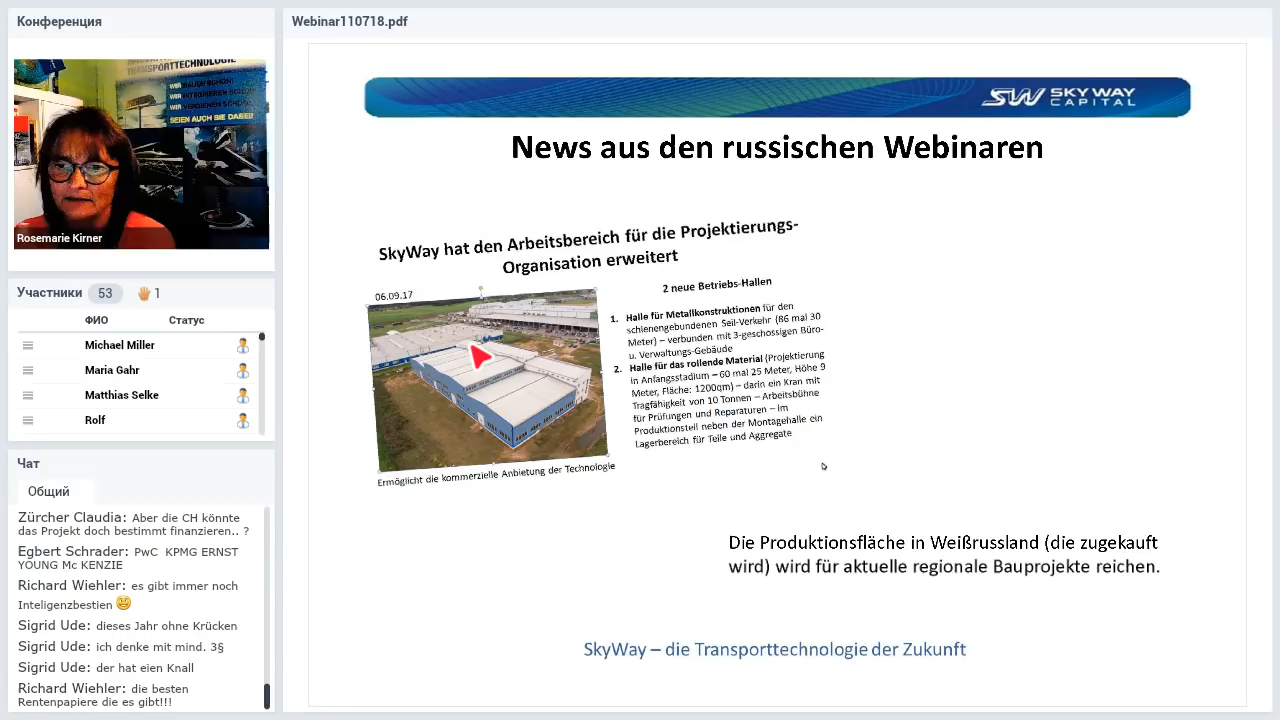 Конференция
Webinar110718.pdf
TRANSPORTTECHNOLOGIE
SEIEN AUCH SIE DABEI!
Rosemarie Kirner
Участники 53 1
ФИО Статус
Michael Miller
Maria Gahr
Matthias Selke
Rolf
Чат
Общий
Zürcher Claudia: Aber die CH könnte
das Projekt doch bestimmt finanzieren.. ?
Egbert Schrader: PwC KPMG ERNST
YOUNG Mc KENZIE
Richard Wiehler: es gibt immer noch
Inteligenzbestien
Sigrid Ude: dieses Jahr ohne Krücken
Sigrid Ude: ich denke mit mind. 3§
Sigrid Ude: der hat eien Knall
Richard Wiehler: die besten
Rentenpapiere die es gibt!!!
SW SKY WAY
CAPITAL
News aus den russischen Webinaren
SkyWay hat den Arbeitsbereich für die Projektierungs-
Organisation erweitert
06.09.17
2 neue Betriebs-Hallen
1. Halle für Metallkonstruktionen für den
schienengebundenen Seil-Verkehr (86 mal 30
Meter) – verbunden mit 3-geschossigen Büro-
u. Verwaltungs-Gebäude
2. Halle für das rollende Material (Projektierung
in Anfangsstadium – 60 mal 25 Meter, Höhe 9
Meter, Fläche: 1200qm) – darin ein Kran mit
Tragfähigkeit von 10 Tonnen – Arbeitsbühne
für Prüfungen und Reparaturen – Im
Produktionsteil neben der Montagehalle ein
Lagerbereich für Teile und Aggregate
Ermöglicht die kommerzielle Anbietung der Technologie
Die Produktionsfläche in Weißrussland (die zugekauft
wird) wird für aktuelle regionale Bauprojekte reichen.
SkyWay – die Transporttechnologie der Zukunft